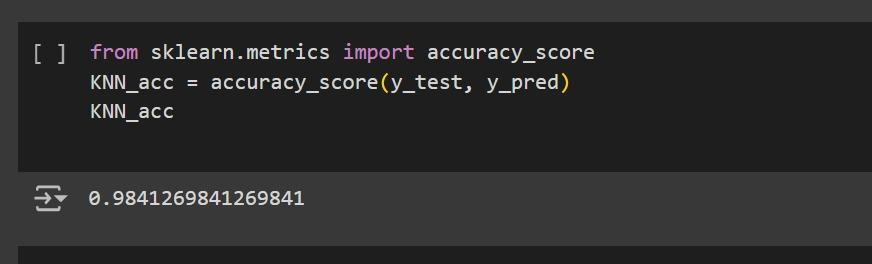 [ ] from sklearn.metrics import accuracy_score
KNN_acc = accuracy_score(y_test, y_pred)
KNN_acc
0.9841269841269841